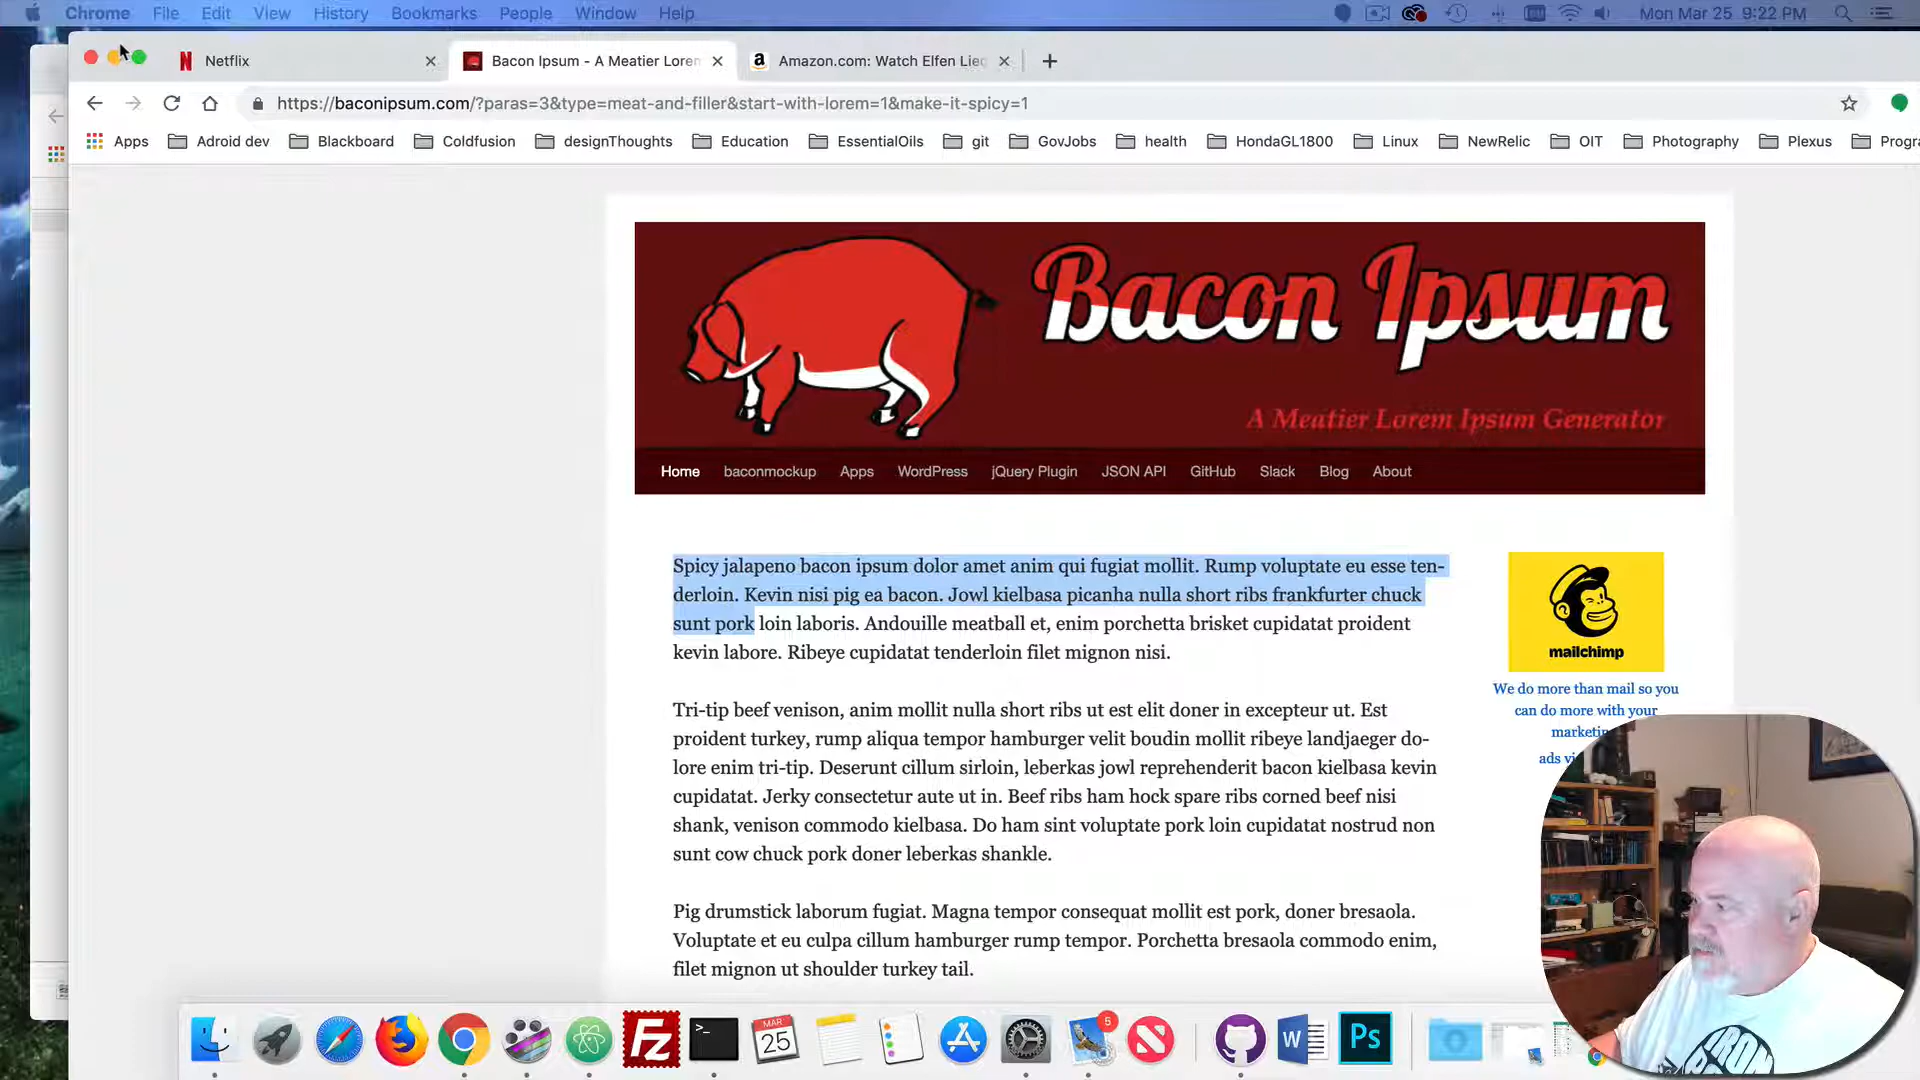 Chrome File Edit View History Bookmarks People Window Help Mon Mar 25 9:22 PM
Netflix Bacon Ipsum - A Meatier Loren Amazon.com: Watch Elfen Lied
https://baconipsum.com/?paras=3&type=meat-and-filler&start-with-lorem=1&make-it-spicy=1
Apps Adroid dev Blackboard Coldfusion designThoughts Education EssentialOils git GovJobs health HondaGL1800 Linux NewRelic OIT Photography Plexus Progra
Bacon Ipsum
A Meatier Lorem Ipsum Generator
Home baconmockup Apps WordPress jQuery Plugin JSON API GitHub Slack Blog About
Spicy jalapeno bacon ipsum dolor amet anim qui fugiat mollit. Rump voluptate eu esse ten-
derloin. Kevin nisi pig ea bacon. Jowl kielbasa picanha nulla short ribs frankfurter chuck
sunt pork loin laboris. Andouille meatball et, enim porchetta brisket cupidatat proident
kevin labore. Ribeye cupidatat tenderloin filet mignon nisi.
Tri-tip beef venison, anim mollit nulla short ribs ut est elit doner in excepteur ut. Est
proident turkey, rump aliqua tempor hamburger velit boudin mollit ribeye landjaeger do-
lore enim tri-tip. Deserunt cillum sirloin, leberkas jowl reprehenderit bacon kielbasa kevin
cupidatat. Jerky consectetur aute ut in. Beef ribs ham hock spare ribs corned beef nisi
shank, venison commodo kielbasa. Do ham sint voluptate pork loin cupidatat nostrud non
sunt cow chuck pork doner leberkas shankle.
Pig drumstick laborum fugiat. Magna tempor consequat mollit est pork, doner bresaola.
Voluptate et eu culpa cillum hamburger rump tempor. Porchetta bresaola commodo enim,
filet mignon ut shoulder turkey tail.
mailchimp
We do more than mail so you
can do more with your
marketin
ads vi
MAR
25
5
Fz
W
Ps
IRON